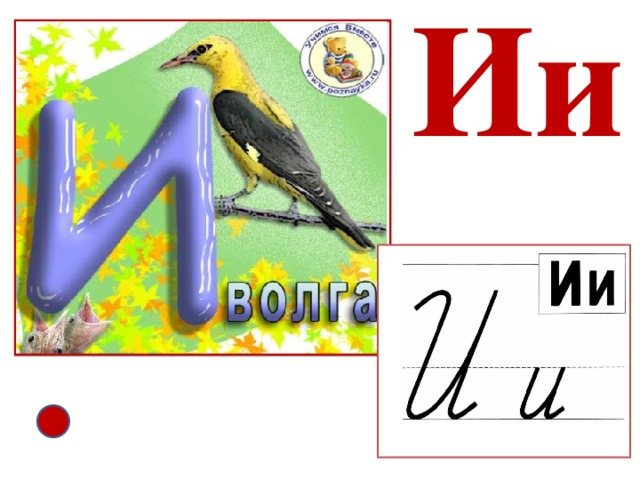 Ии
Учимся Вместе
www.poznayka.ru
Иволга
Ии
И и